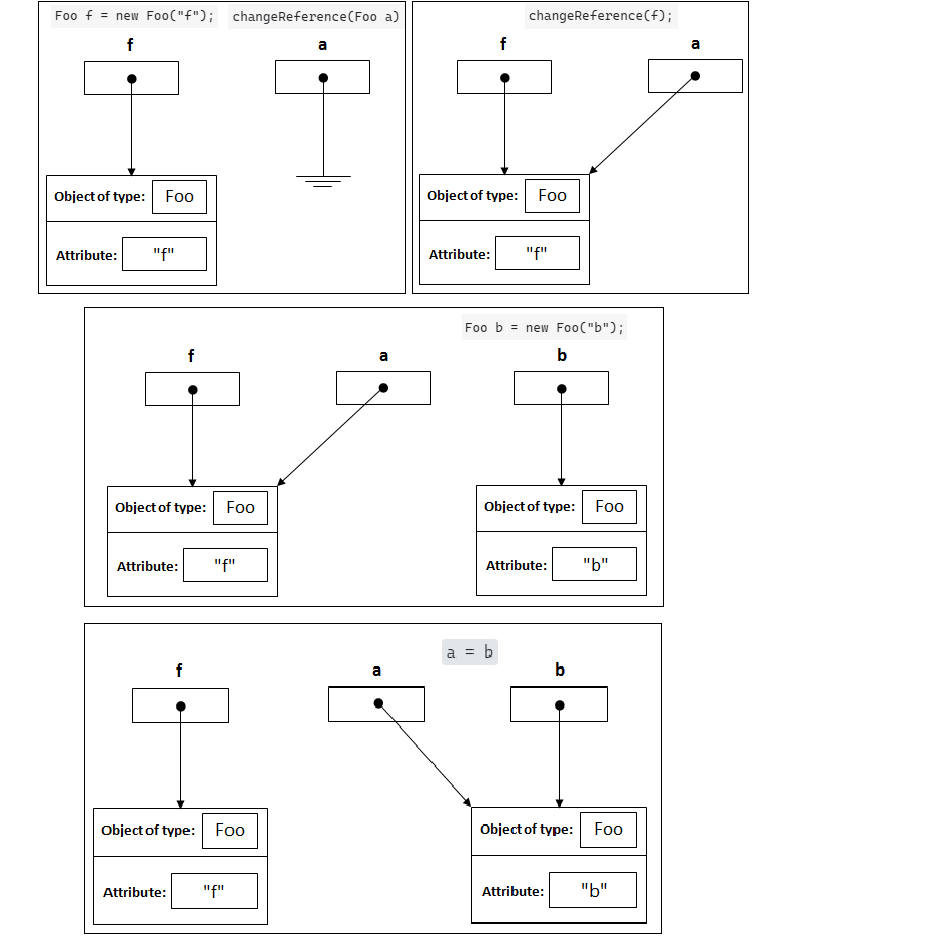 Foo f = new Foo("f"); changeReference(Foo a)
f a
Object of type: Foo
Attribute: "f"
changeReference(f);
f a
Object of type: Foo
Attribute: "f"
Foo b = new Foo("b");
f a b
Object of type: Foo Object of type: Foo
Attribute: "f" Attribute: "b"
a = b
f a b
Object of type: Foo Object of type: Foo
Attribute: "f" Attribute: "b"